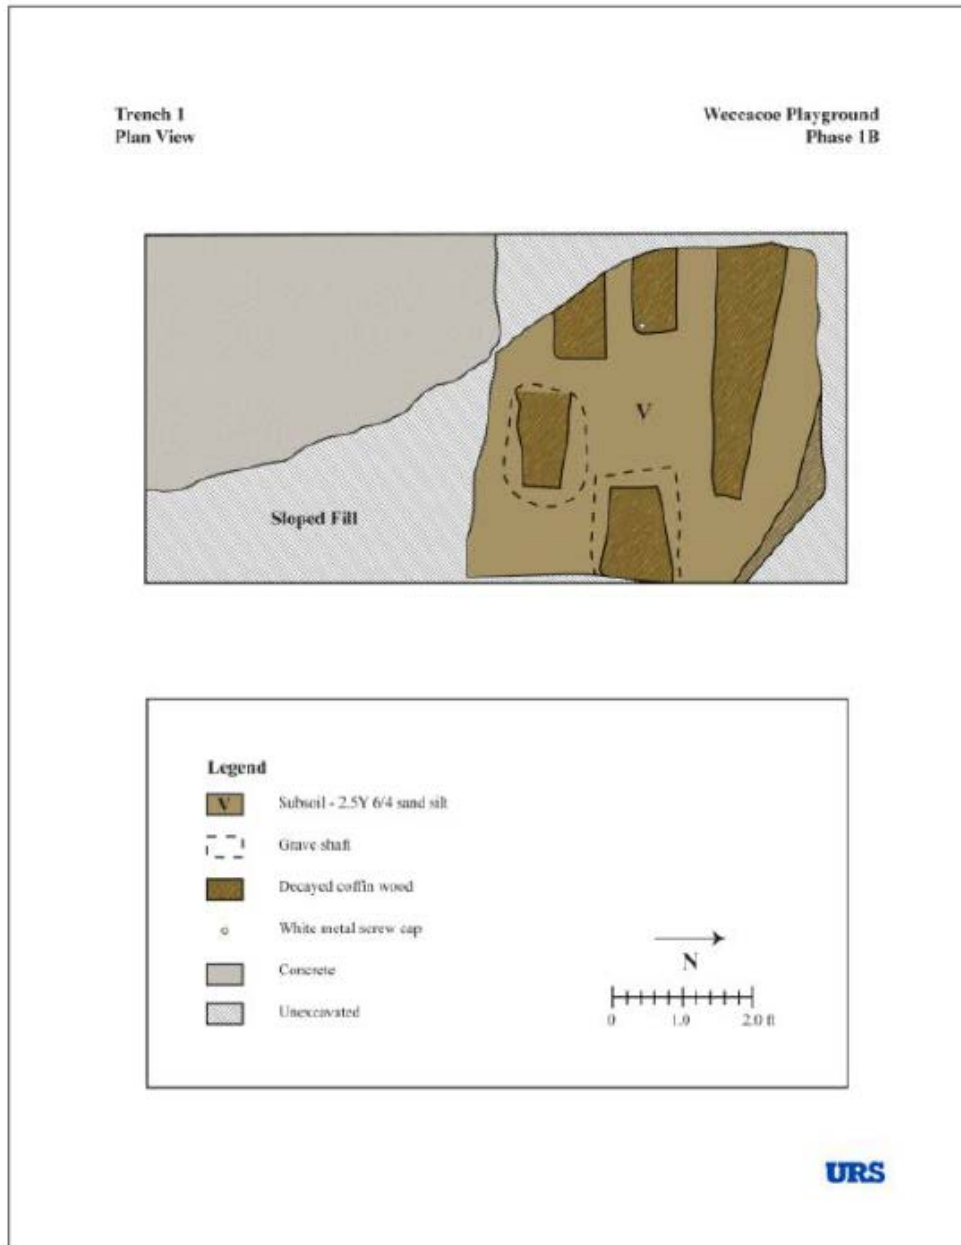 Trench 1
Plan View
Weccacoe Playground
Phase 1B
V
Sloped Fill
Legend
V Subsoil - 2.5Y 6/4 sand silt
Grave shaft
Decayed coffin wood
White metal screw cap
Concrete
Unexcavated
N
0 1.0 2.0 ft
URS